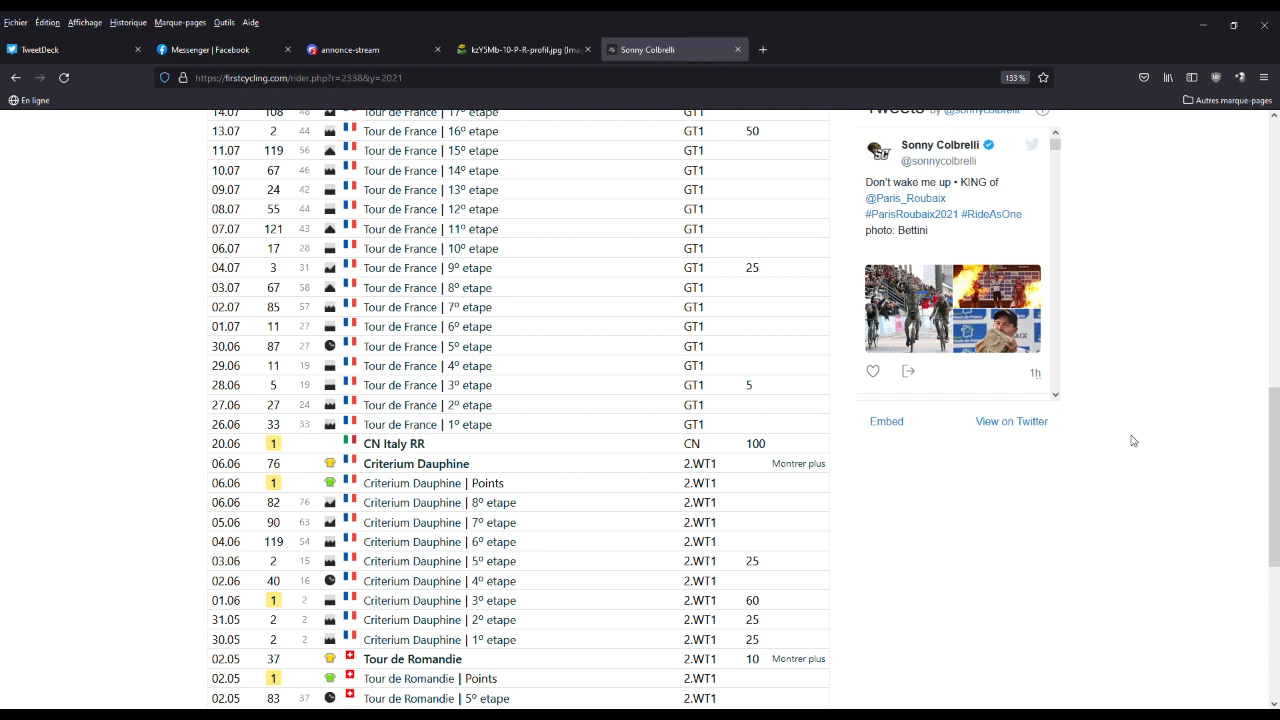 Fichier Édition Affichage Historique Marque-pages Outils Aide
TweetDeck Messenger | Facebook annonce-stream kzY5Mb-10-P-R-profil.jpg (Ima Sonny Colbrelli
https://firstcycling.com/rider.php?r=2338&y=2021 133 %
En ligne Autres marque-pages
14.07 108 48 Tour de France | 17º etape GT1
13.07 2 44 Tour de France | 16º etape GT1 50
11.07 119 56 Tour de France | 15º etape GT1
10.07 67 46 Tour de France | 14º etape GT1
09.07 24 42 Tour de France | 13º etape GT1
08.07 55 44 Tour de France | 12º etape GT1
07.07 121 43 Tour de France | 11º etape GT1
06.07 17 28 Tour de France | 10º etape GT1
04.07 3 31 Tour de France | 9º etape GT1 25
03.07 67 58 Tour de France | 8º etape GT1
02.07 85 57 Tour de France | 7º etape GT1
01.07 11 27 Tour de France | 6º etape GT1
30.06 87 27 Tour de France | 5º etape GT1
29.06 11 19 Tour de France | 4º etape GT1
28.06 5 19 Tour de France | 3º etape GT1 5
27.06 27 24 Tour de France | 2º etape GT1
26.06 33 33 Tour de France | 1º etape GT1
20.06 1 CN Italy RR CN 100
06.06 76 Criterium Dauphine 2.WT1 Montrer plus
06.06 1 Criterium Dauphine | Points 2.WT1
06.06 82 76 Criterium Dauphine | 8º etape 2.WT1
05.06 90 63 Criterium Dauphine | 7º etape 2.WT1
04.06 119 54 Criterium Dauphine | 6º etape 2.WT1
03.06 2 15 Criterium Dauphine | 5º etape 2.WT1 25
02.06 40 16 Criterium Dauphine | 4º etape 2.WT1
01.06 1 2 Criterium Dauphine | 3º etape 2.WT1 60
31.05 2 2 Criterium Dauphine | 2º etape 2.WT1 25
30.05 2 2 Criterium Dauphine | 1º etape 2.WT1 25
02.05 37 Tour de Romandie 2.WT1 10 Montrer plus
02.05 1 Tour de Romandie | Points 2.WT1
02.05 83 37 Tour de Romandie | 5º etape 2.WT1
Tweets by @sonnycolbrelli
Sonny Colbrelli
@sonnycolbrelli
Don't wake me up • KING of
@Paris_Roubaix
#ParisRoubaix2021 #RideAsOne
photo: Bettini
1h
Embed View on Twitter